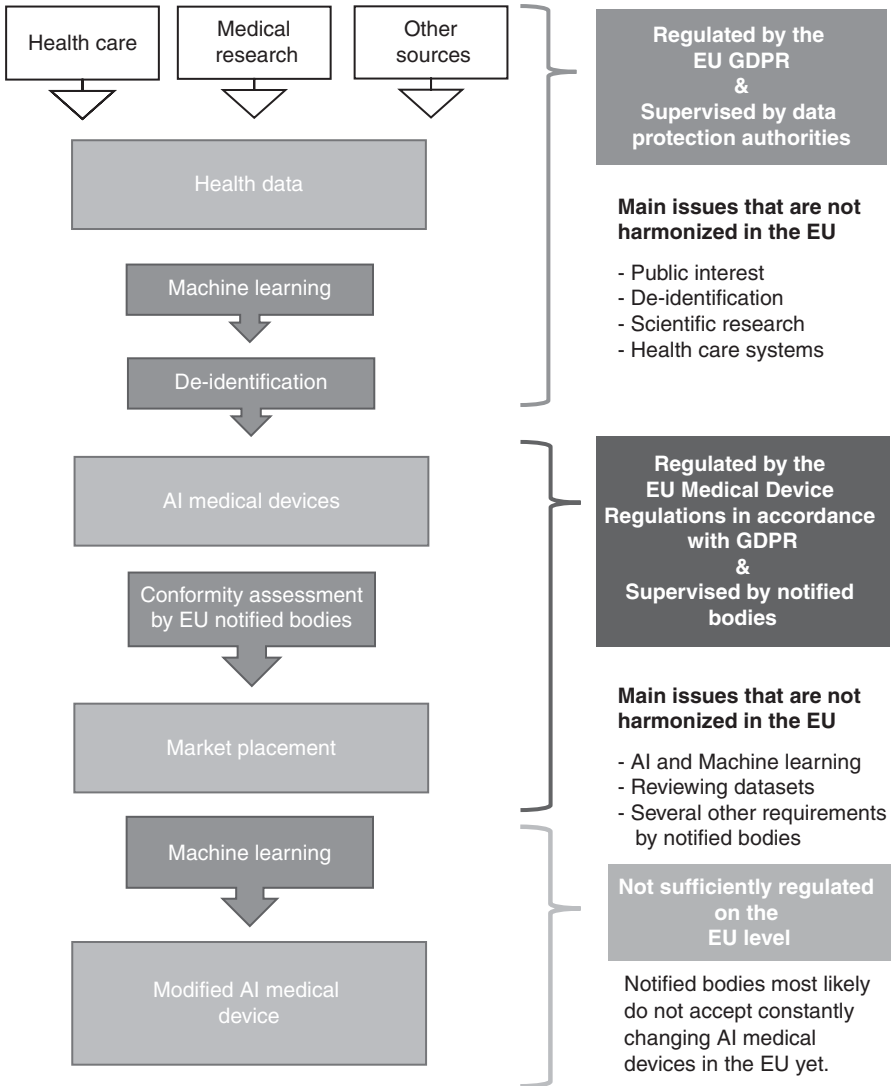 Health care
Medical
research
Other
sources
Health data
Machine learning
De-identification
AI medical devices
Conformity assessment
by EU notified bodies
Market placement
Machine learning
Modified AI medical
device
Regulated by the
EU GDPR
&
Supervised by data
protection authorities
Main issues that are not
harmonized in the EU
- Public interest
- De-identification
- Scientific research
- Health care systems
Regulated by the
EU Medical Device
Regulations in accordance
with GDPR
&
Supervised by notified
bodies
Main issues that are not
harmonized in the EU
- AI and Machine learning
- Reviewing datasets
- Several other requirements
by notified bodies
Not sufficiently regulated
on the
EU level
Notified bodies most likely
do not accept constantly
changing AI medical
devices in the EU yet.